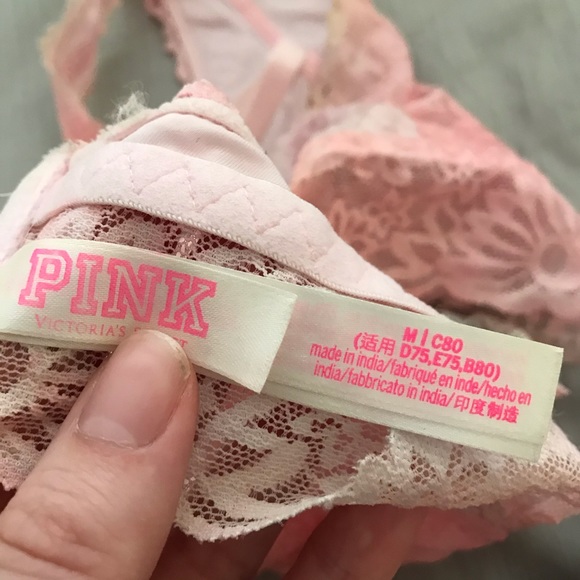 PINK
VICTORIA'S
M | C80
(适用 D75,E75,B80)
made in india/fabriqué en inde/hecho en
india/fabbricato in india/印度制造